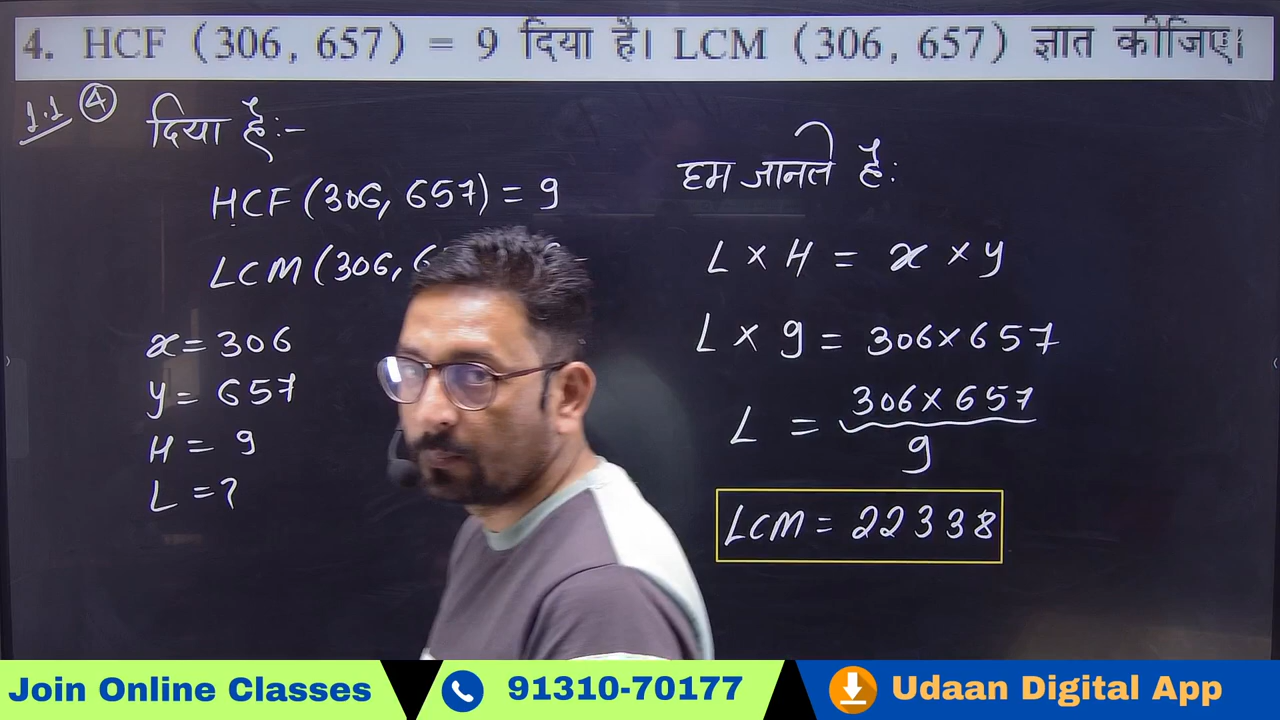 4. HCF (306, 657) = 9 दिया है। LCM (306, 657) ज्ञात कीजिए।
1.1 ④ दिया है:-
HCF (306, 657) = 9
LCM (306, 6
x = 306
y = 657
H = 9
L = ?
हम जानते है:
L × H = x × y
L × 9 = 306 × 657
L = 306 × 657
9
LCM = 22338
Join Online Classes
91310-70177
Udaan Digital App